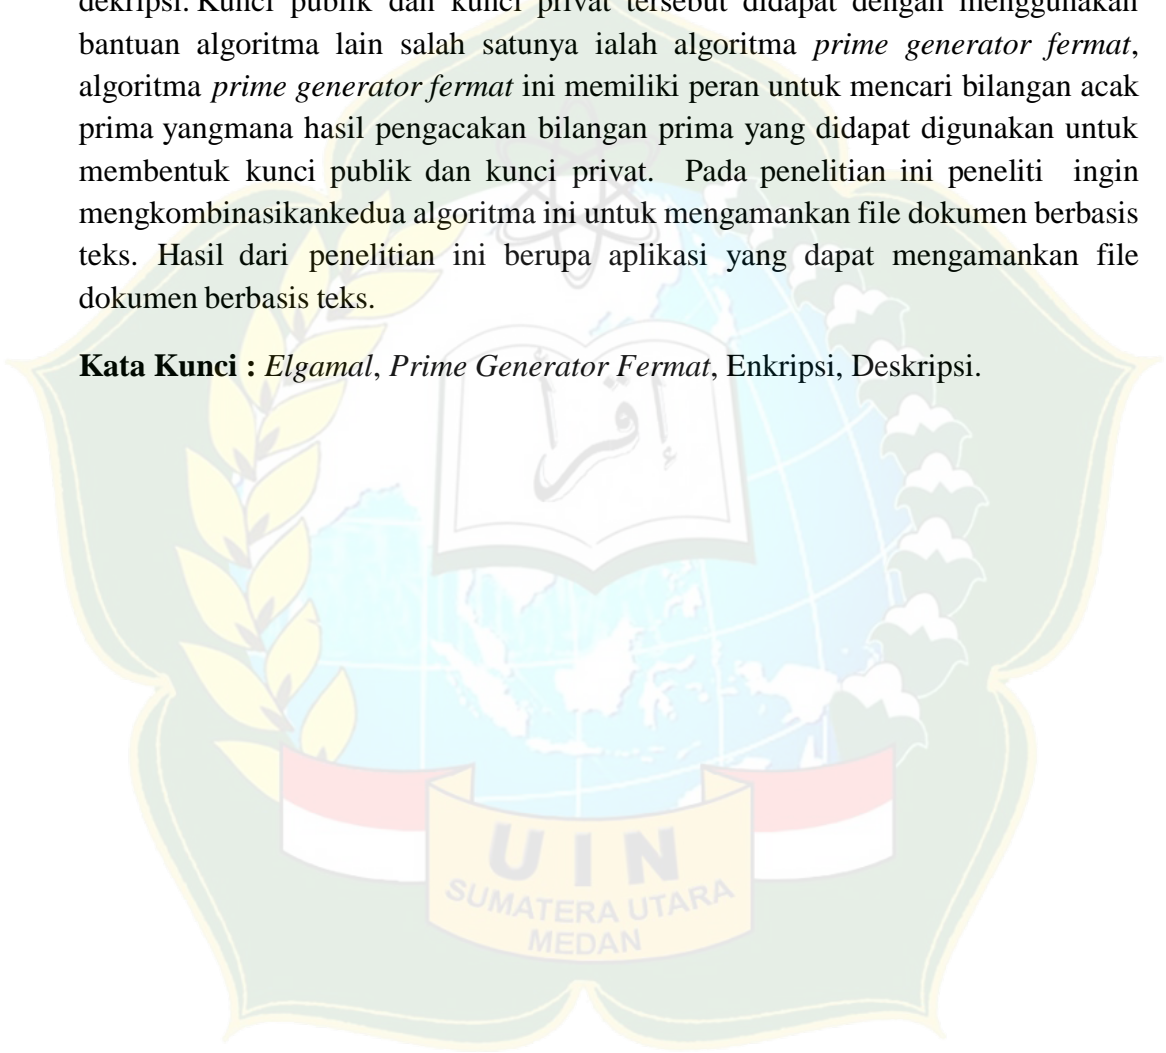 dekripsi. Kunci publik dan kunci privat tersebut didapat dengan menggunakan
bantuan algoritma lain salah satunya ialah algoritma prime generator fermat,
algoritma prime generator fermat ini memiliki peran untuk mencari bilangan acak
prima yangmana hasil pengacakan bilangan prima yang didapat digunakan untuk
membentuk kunci publik dan kunci privat. Pada penelitian ini peneliti ingin
mengkombinasikankedua algoritma ini untuk mengamankan file dokumen berbasis
teks. Hasil dari penelitian ini berupa aplikasi yang dapat mengamankan file
dokumen berbasis teks.
Kata Kunci : Elgamal, Prime Generator Fermat, Enkripsi, Deskripsi.
إقرأ
UIN
SUMATERA UTARA
MEDAN